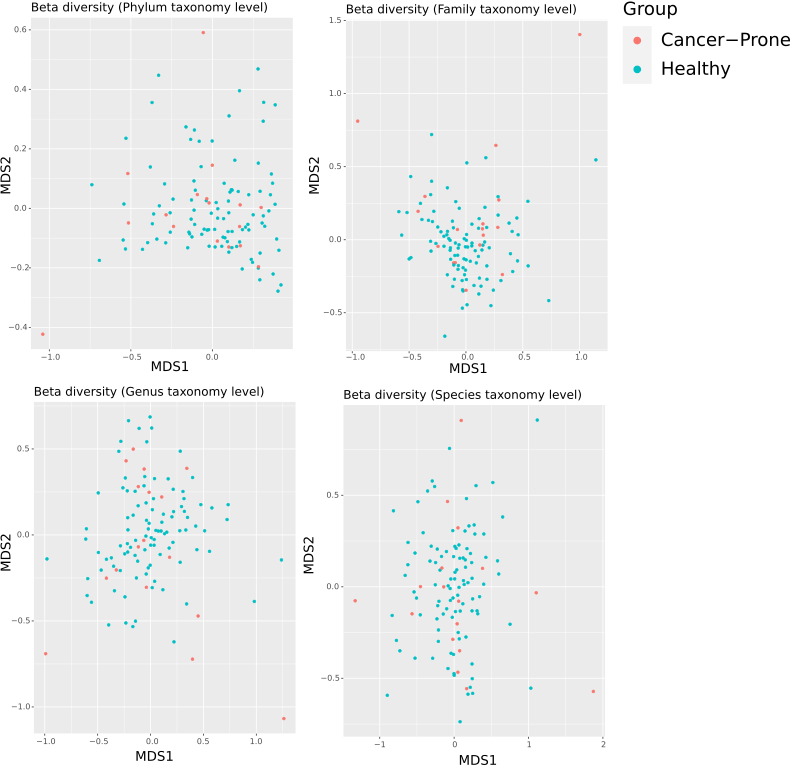 Beta diversity (Phylum taxonomy level)
0.6
0.4
0.2
0.0
−0.2
−0.4
MDS2
−1.0 −0.5 0.0
MDS1
Beta diversity (Family taxonomy level)
1.5
1.0
0.5
0.0
−0.5
MDS2
−1.0 −0.5 0.0 0.5 1.0
MDS1
Group
Cancer−Prone
Healthy
Beta diversity (Genus taxonomy level)
0.5
0.0
−0.5
−1.0
MDS2
−1.0 −0.5 0.0 0.5 1.0
MDS1
Beta diversity (Species taxonomy level)
0.5
0.0
−0.5
MDS2
−1 0 1 2
MDS1